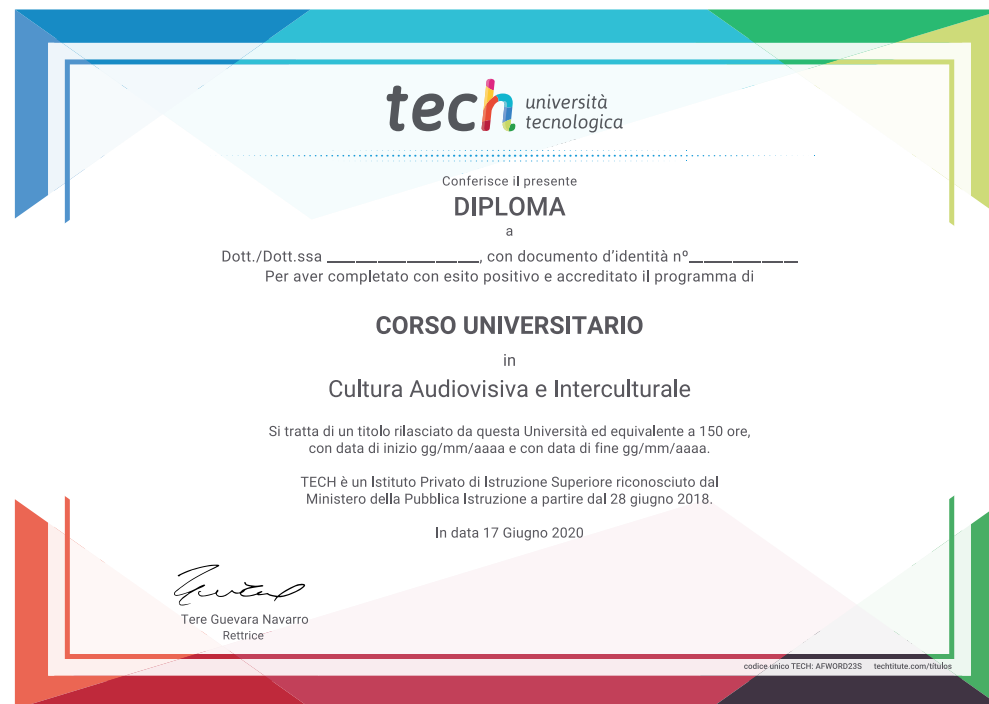 tech università
tecnologica
Conferisce il presente
DIPLOMA
a
Dott./Dott.ssa ____________________, con documento d'identità nº______________
Per aver completato con esito positivo e accreditato il programma di
CORSO UNIVERSITARIO
in
Cultura Audiovisiva e Interculturale
Si tratta di un titolo rilasciato da questa Università ed equivalente a 150 ore,
con data di inizio gg/mm/aaaa e con data di fine gg/mm/aaaa.
TECH è un Istituto Privato di Istruzione Superiore riconosciuto dal
Ministero della Pubblica Istruzione a partire dal 28 giugno 2018.
In data 17 Giugno 2020
Tere Guevara Navarro
Rettrice
codice unico TECH: AFWORD23S techtitute.com/títulos